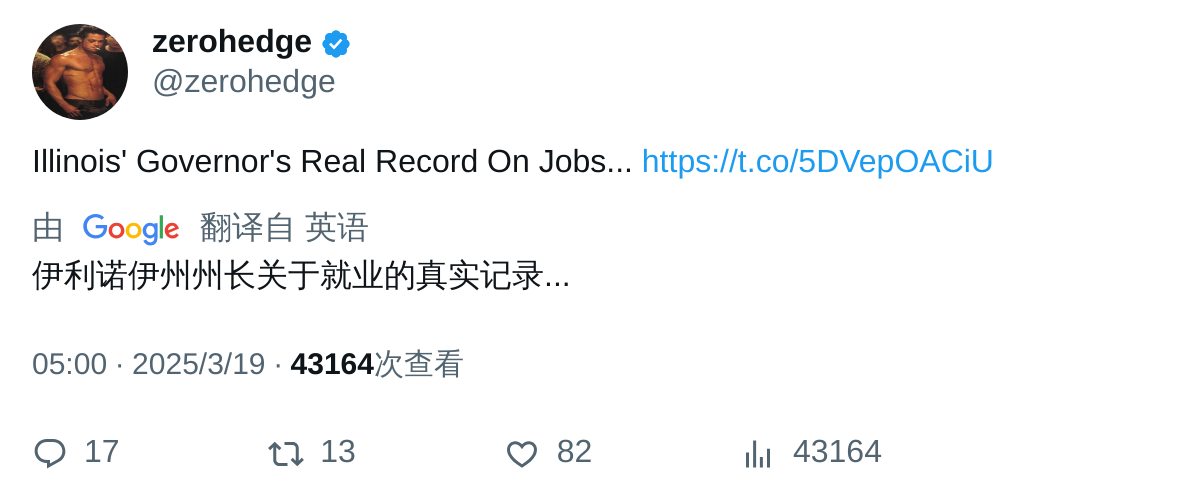 zerohedge
@zerohedge
Illinois' Governor's Real Record On Jobs... https://t.co/5DVepOACiU
由 Google 翻译自 英语
伊利诺伊州州长关于就业的真实记录...
05:00 · 2025/3/19 · 43164次查看
17 13 82 43164